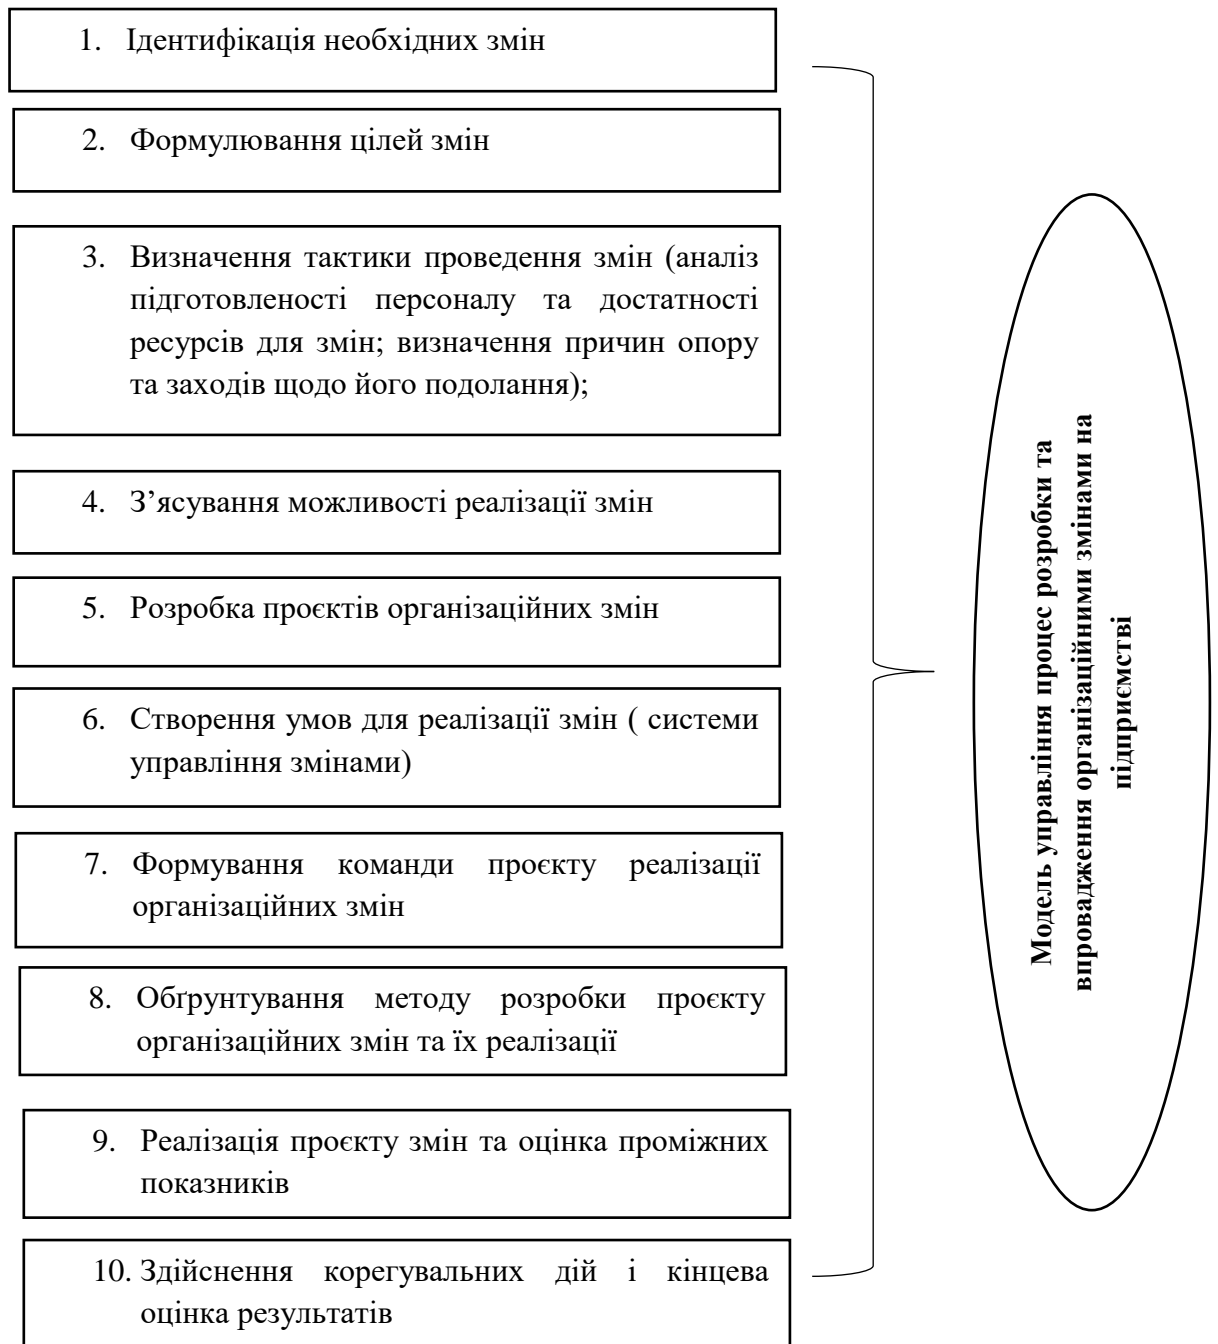 1. Ідентифікація необхідних змін
2. Формулювання цілей змін
3. Визначення тактики проведення змін (аналіз
підготовленості персоналу та достатності
ресурсів для змін; визначення причин опору
та заходів щодо його подолання);
4. З’ясування можливості реалізації змін
5. Розробка проєктів організаційних змін
6. Створення умов для реалізації змін ( системи
управління змінами)
7. Формування команди проєкту реалізації
організаційних змін
8. Обґрунтування методу розробки проєкту
організаційних змін та їх реалізації
9. Реалізація проєкту змін та оцінка проміжних
показників
10. Здійснення корегувальних дій і кінцева
оцінка результатів
Модель управління процес розробки та
впровадження організаційними змінами на
підприємстві